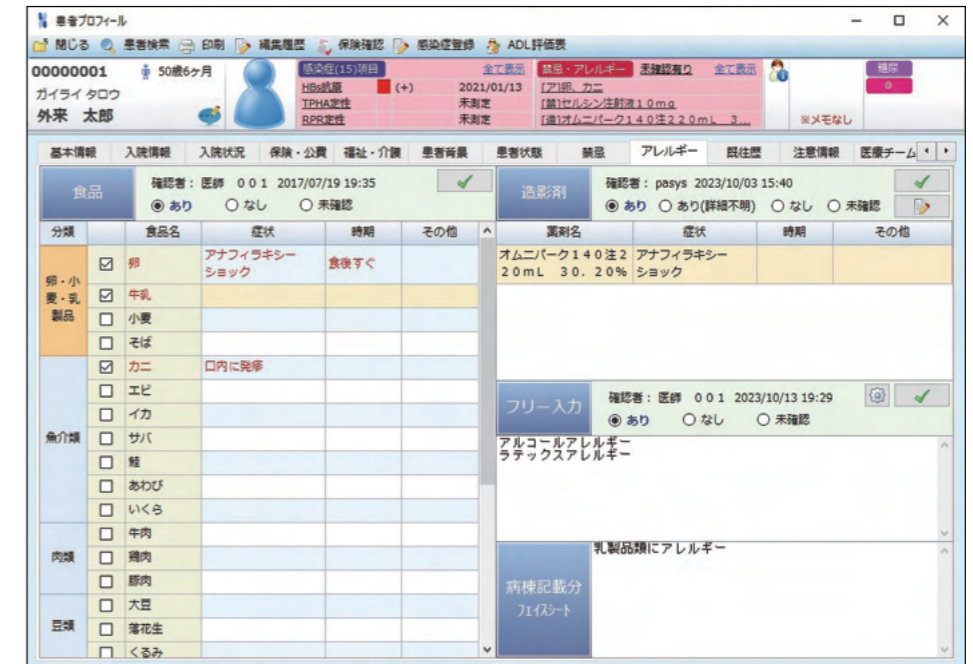 患者プロフィール
閉じる 患者検索 印刷 編集履歴 保険確認 感染症登録 ADL評価表
00000001 50歳6ヶ月
ガイライ タロウ
外来 太郎
感染症(15)項目 全て表示
HBs抗原 (+) 2021/01/13
TPHA定性 未測定
RPR定性 未測定
禁忌・アレルギー 未確認有り 全て表示
[ア]卵、カニ
[禁]セルシン注射液10mg
[造]オムニパーク140注220mL 3...
※メモなし
糖尿
基本情報 入院情報 入院状況 保険・公費 福祉・介護 患者背景 患者状態 禁忌 アレルギー 既往歴 注意情報 医療チーム
食品
確認者: 医師 001 2017/07/19 19:35
あり なし 未確認
分類 食品名 症状 時期 その他
卵・小麦・乳製品
卵 アナフィラキシーショック 食後すぐ
牛乳
小麦
そば
魚介類
カニ 口内に発疹
エビ
イカ
サバ
鮭
あわび
いくら
肉類
牛肉
鶏肉
豚肉
豆類
大豆
落花生
くるみ
造影剤
確認者: pasys 2023/10/03 15:40
あり あり(詳細不明) なし 未確認
薬剤名 症状 時期 その他
オムニパーク140注2 アナフィラキシー
20mL 30.20% ショック
フリー入力
確認者: 医師 001 2023/10/13 19:29
あり なし 未確認
アルコールアレルギー
ラテックスアレルギー
病棟記載分
フェイスシート
乳製品類にアレルギー